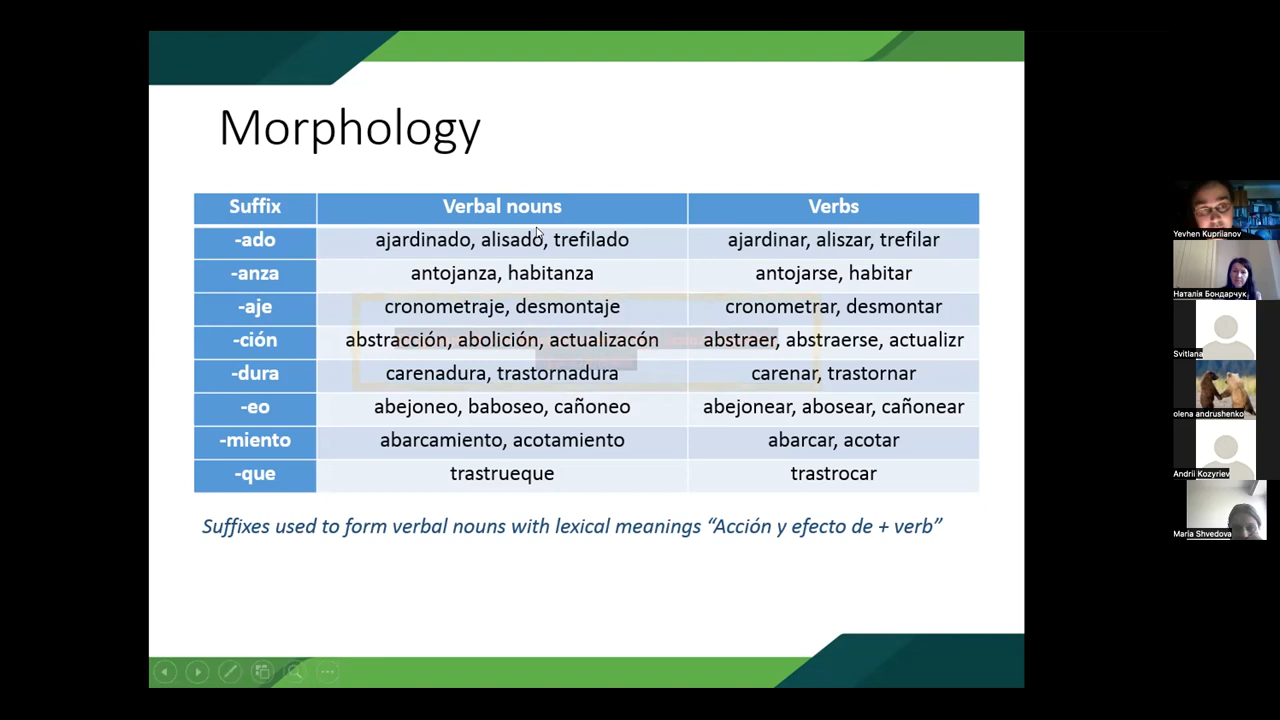 Morphology
Suffix Verbal nouns Verbs
-ado ajardinado, alisado, trefilado ajardinar, aliszar, trefilar
-anza antojanza, habitanza antojarse, habitar
-aje cronometraje, desmontaje cronometrar, desmontar
-ción abstracción, abolición, actualizacón abstraer, abstraerse, actualizr
-dura carenadura, trastornadura carenar, trastornar
-eo abejoneo, baboseo, cañoneo abejonear, abosear, cañonear
-miento abarcamiento, acotamiento abarcar, acotar
-que trastrueque trastrocar
Suffixes used to form verbal nouns with lexical meanings “Acción y efecto de + verb”
Yevhen Kupriianov
Наталія Бондарчук
Svitlana
olena andrushenko
Andrii Kozyriev
Maria Shvedova